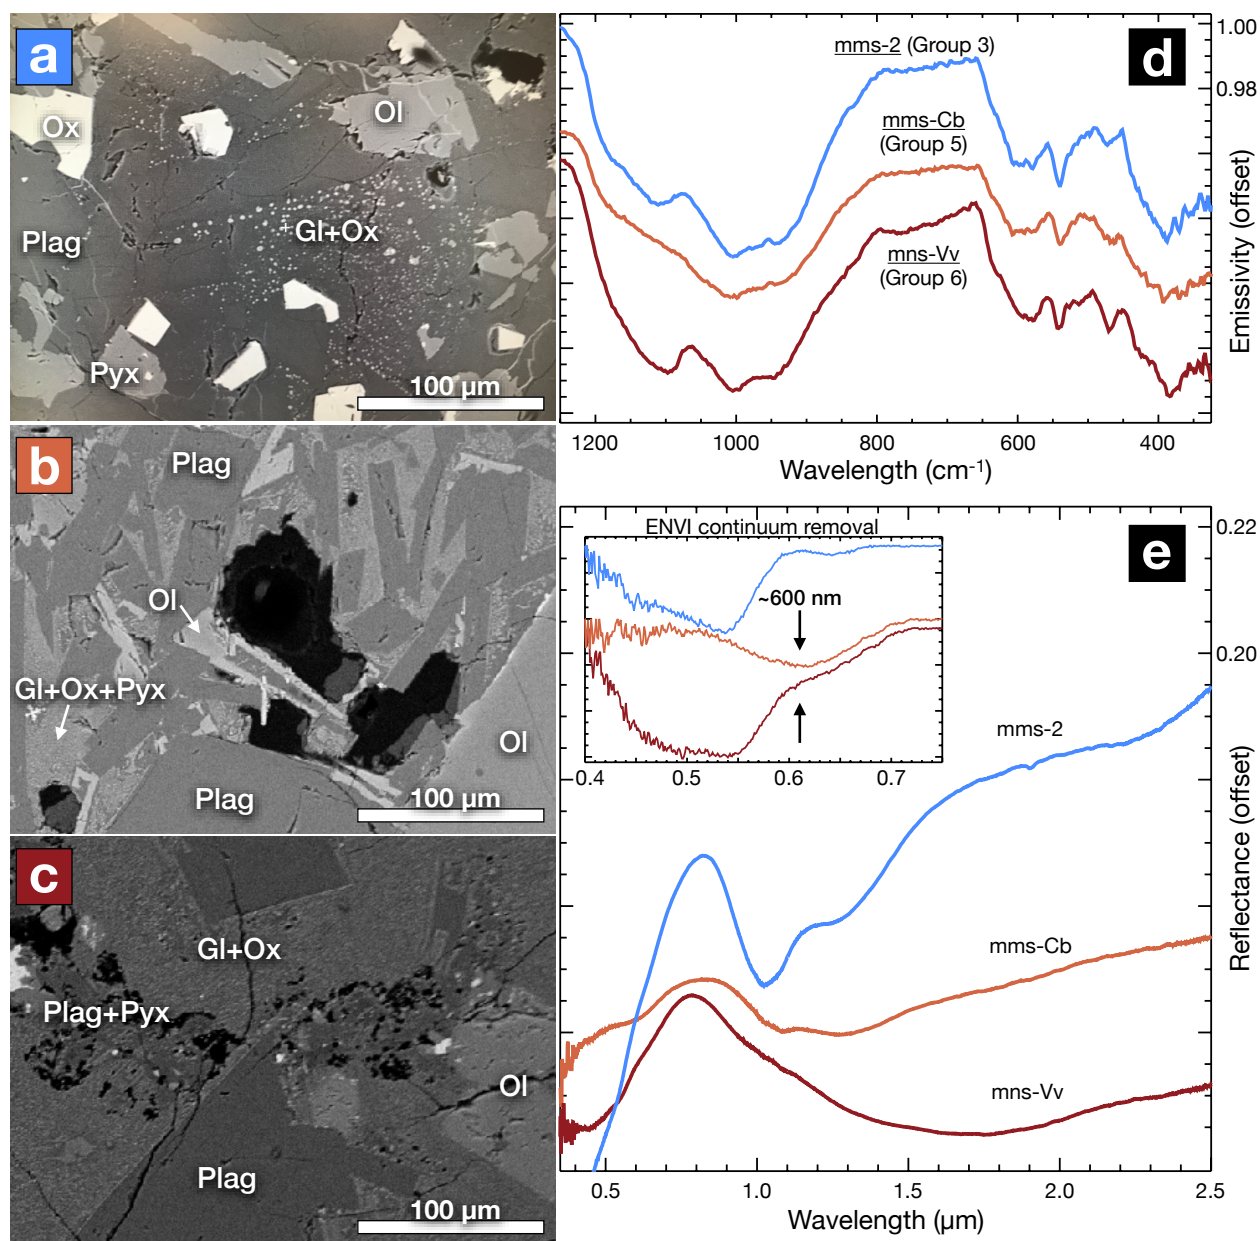 a
Ox
Ol
Plag
Gl+Ox
Pyx
100 µm
b
Plag
Ol
Gl+Ox+Pyx
Ol
Plag
100 µm
c
Gl+Ox
Plag+Pyx
Ol
Plag
100 µm
d
mms-2 (Group 3)
mms-Cb
(Group 5)
mns-Vv
(Group 6)
1.00
0.98
Emissivity (offset)
1200 1000 800 600 400
Wavelength (cm-1)
e
ENVI continuum removal
~600 nm
0.4 0.5 0.6 0.7
0.22
0.20
mms-2
mms-Cb
mns-Vv
Reflectance (offset)
0.5 1.0 1.5 2.0 2.5
Wavelength (µm)